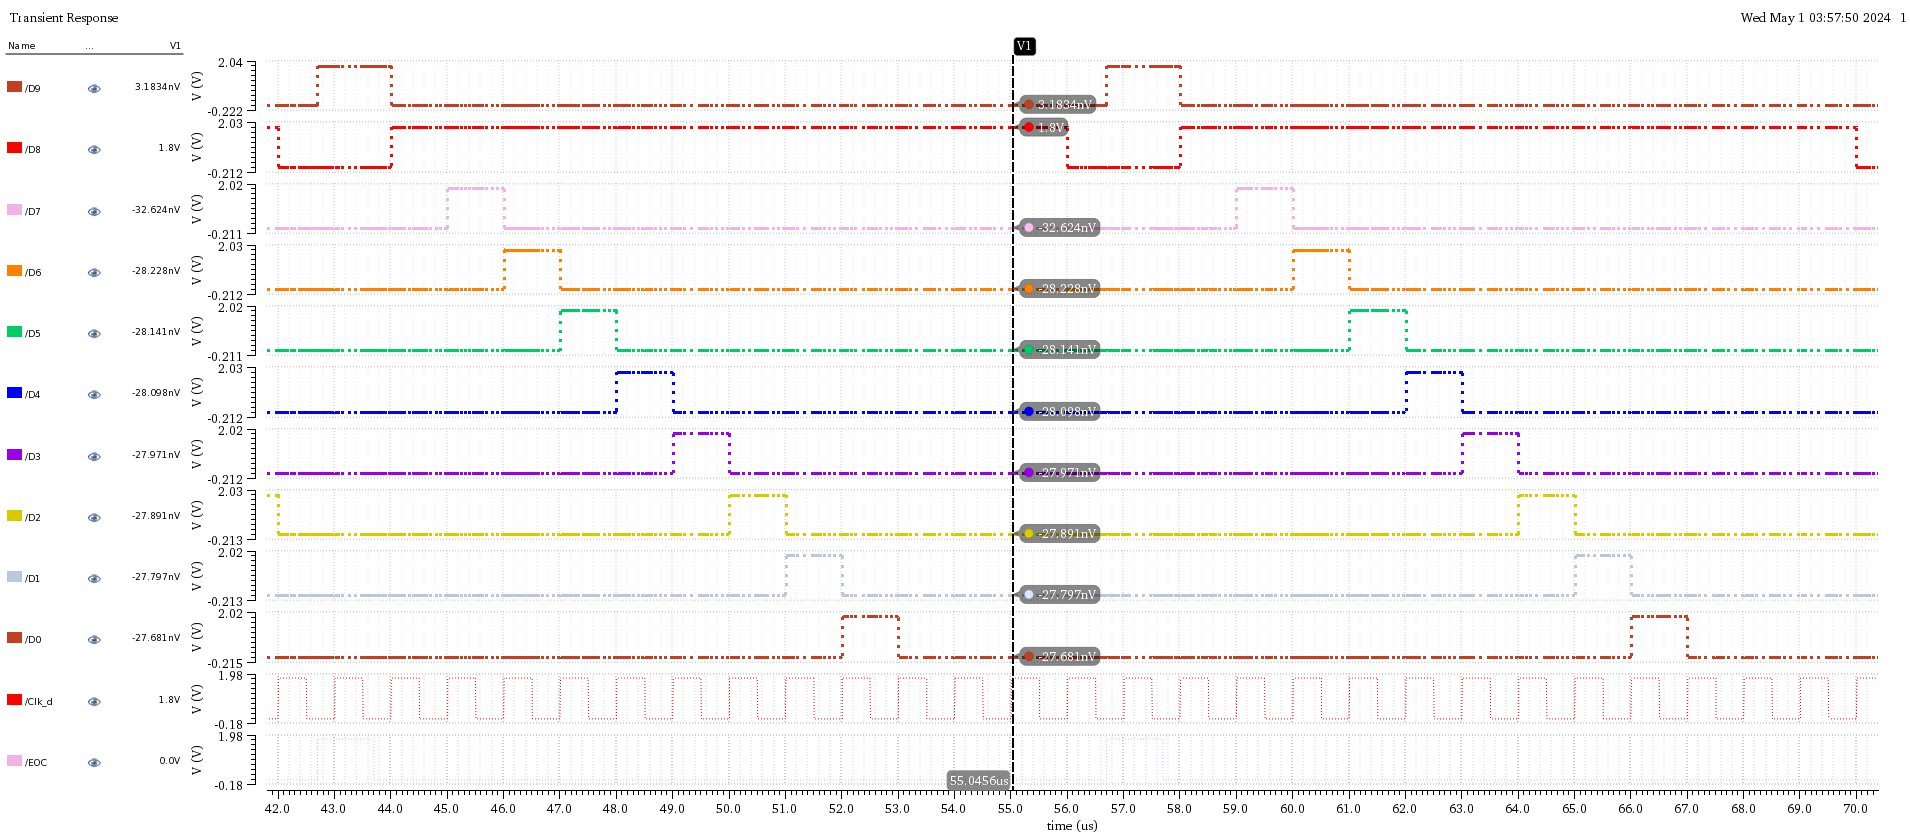 Transient Response
Wed May 1 03:57:50 2024 1
Name ... V1
V1
/D9 3.1834nV
V (V)
2.04
-0.222
3.1834nV
/D8 1.8V
V (V)
2.03
-0.212
1.8V
/D7 -32.624nV
V (V)
2.02
-0.211
-32.624nV
/D6 -28.228nV
V (V)
2.03
-0.212
-28.228nV
/D5 -28.141nV
V (V)
2.02
-0.211
-28.141nV
/D4 -28.098nV
V (V)
2.03
-0.212
-28.098nV
/D3 -27.971nV
V (V)
2.02
-0.212
-27.971nV
/D2 -27.891nV
V (V)
2.03
-0.213
-27.891nV
/D1 -27.797nV
V (V)
2.02
-0.213
-27.797nV
/D0 -27.681nV
V (V)
2.02
-0.215
-27.681nV
/Clk_d 1.8V
V (V)
1.98
-0.18
/EOC 0.0V
V (V)
1.98
-0.18
55.0456us
42.0 43.0 44.0 45.0 46.0 47.0 48.0 49.0 50.0 51.0 52.0 53.0 54.0 55.0 56.0 57.0 58.0 59.0 60.0 61.0 62.0 63.0 64.0 65.0 66.0 67.0 68.0 69.0 70.0
time (us)